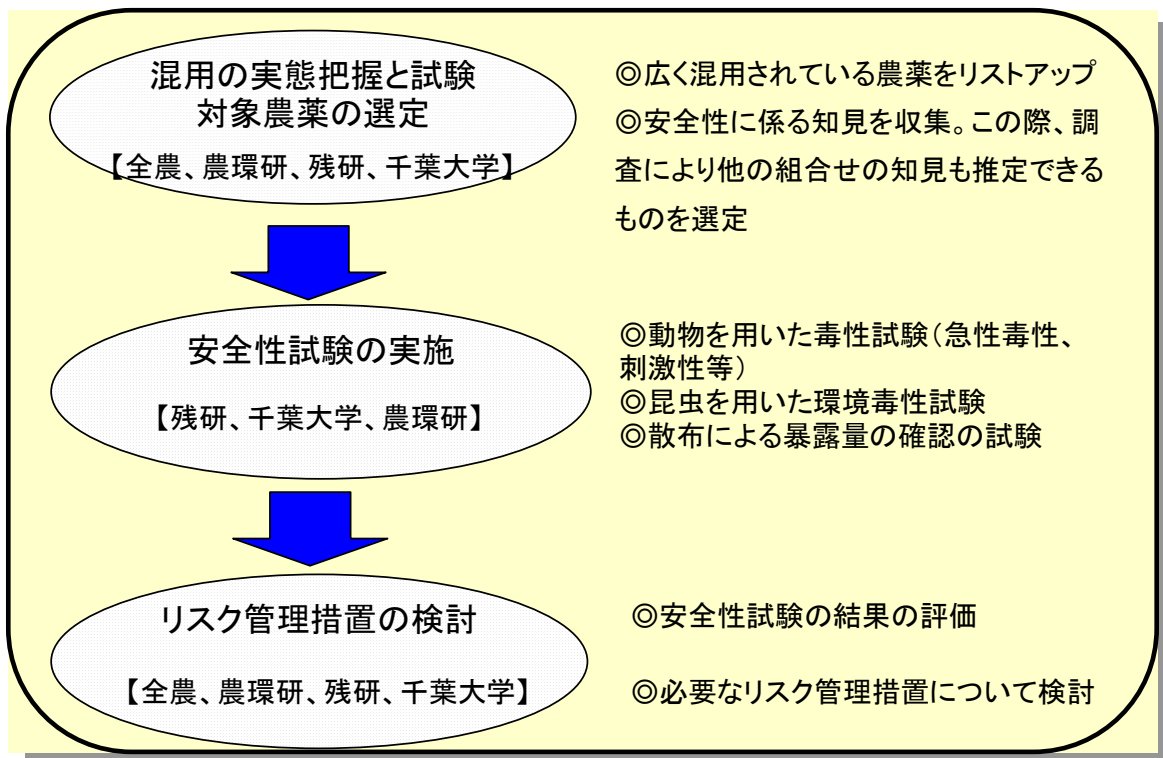 混用の実態把握と試験
対象農薬の選定
【全農、農環研、残研、千葉大学】
◎広く混用されている農薬をリストアップ
◎安全性に係る知見を収集。この際、調
査により他の組合せの知見も推定できる
ものを選定
安全性試験の実施
【残研、千葉大学、農環研】
◎動物を用いた毒性試験（急性毒性、
刺激性等）
◎昆虫を用いた環境毒性試験
◎散布による暴露量の確認の試験
リスク管理措置の検討
【全農、農環研、残研、千葉大学】
◎安全性試験の結果の評価
◎必要なリスク管理措置について検討